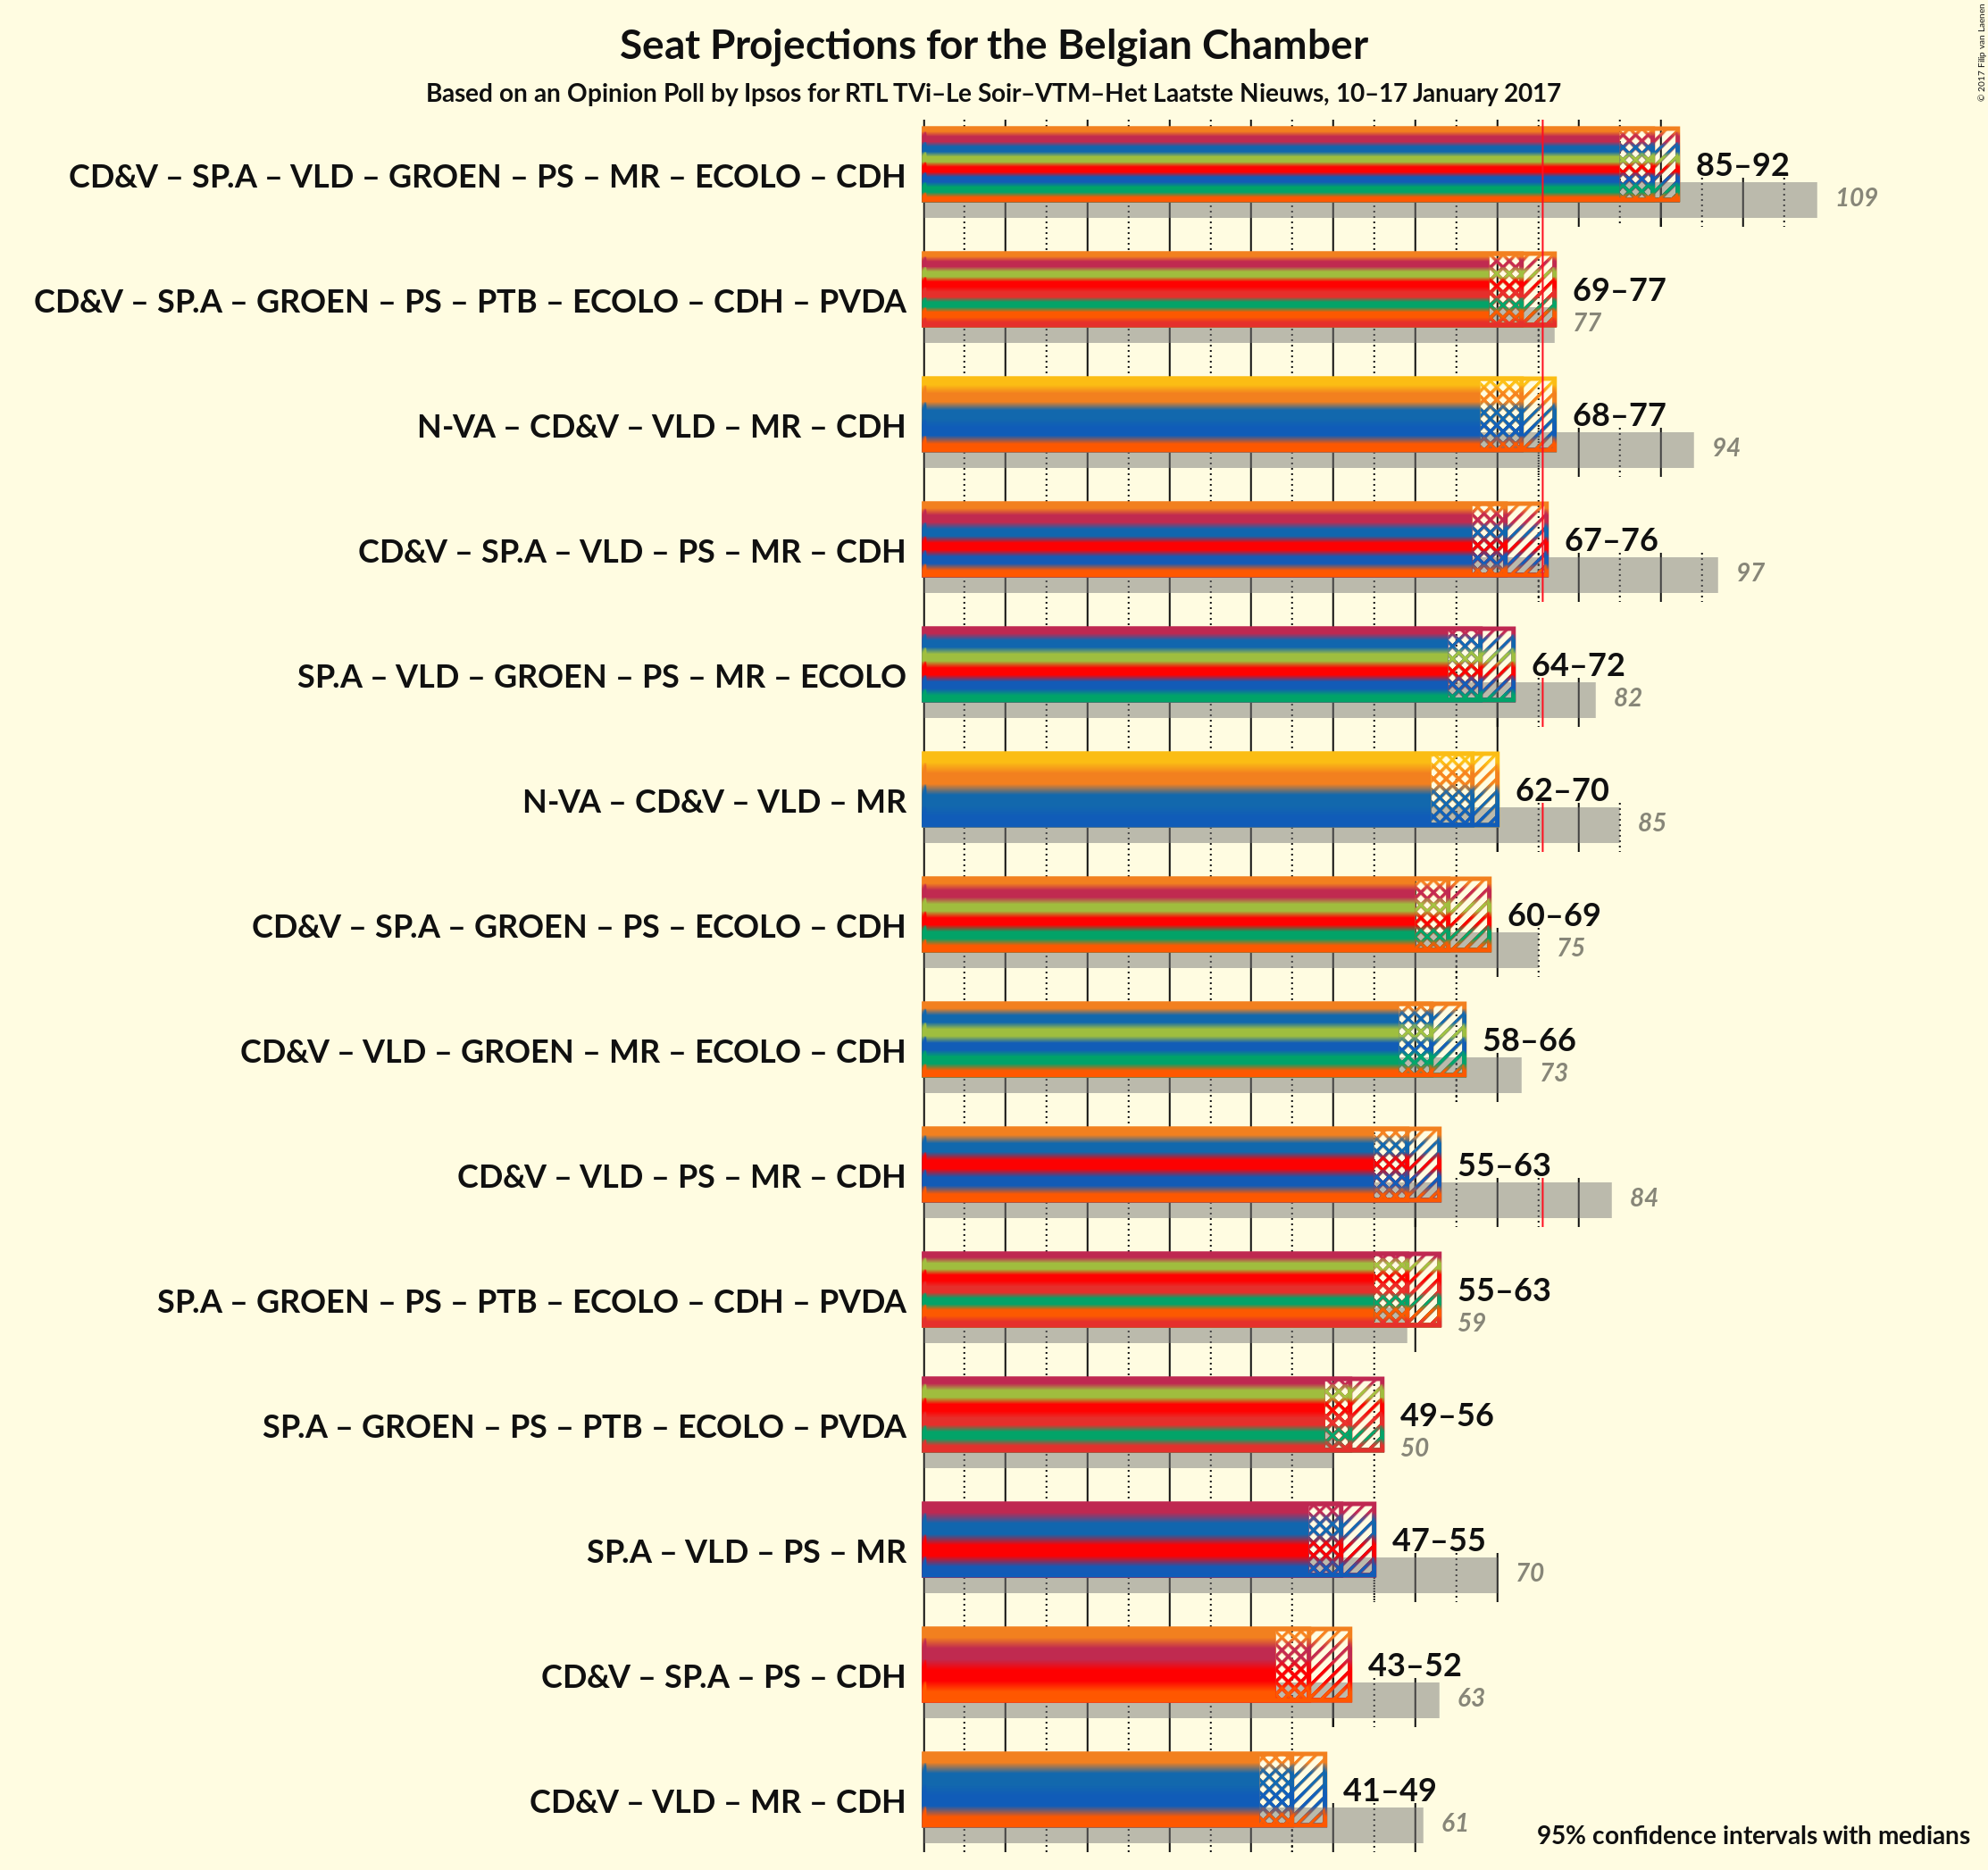 Seat Projections for the Belgian Chamber
Based on an Opinion Poll by Ipsos for RTL TVi–Le Soir–VTM–Het Laatste Nieuws, 10–17 January 2017
© 2017 Filip van Laenen
CD&V – SP.A – VLD – GROEN – PS – MR – ECOLO – CDH
85–92
109
CD&V – SP.A – GROEN – PS – PTB – ECOLO – CDH – PVDA
69–77
77
N-VA – CD&V – VLD – MR – CDH
68–77
94
CD&V – SP.A – VLD – PS – MR – CDH
67–76
97
SP.A – VLD – GROEN – PS – MR – ECOLO
64–72
82
N-VA – CD&V – VLD – MR
62–70
85
CD&V – SP.A – GROEN – PS – ECOLO – CDH
60–69
75
CD&V – VLD – GROEN – MR – ECOLO – CDH
58–66
73
CD&V – VLD – PS – MR – CDH
55–63
84
SP.A – GROEN – PS – PTB – ECOLO – CDH – PVDA
55–63
59
SP.A – GROEN – PS – PTB – ECOLO – PVDA
49–56
50
SP.A – VLD – PS – MR
47–55
70
CD&V – SP.A – PS – CDH
43–52
63
CD&V – VLD – MR – CDH
41–49
61
95% confidence intervals with medians